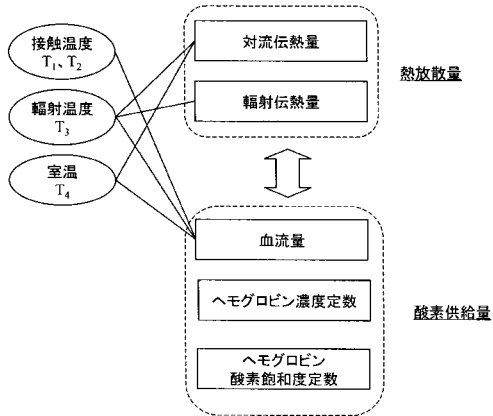 接触温度
T1、T2
輻射温度
T3
室温
T4
対流伝熱量
輻射伝熱量
熱放散量
血流量
ヘモグロビン濃度定数
ヘモグロビン
酸素飽和度定数
酸素供給量